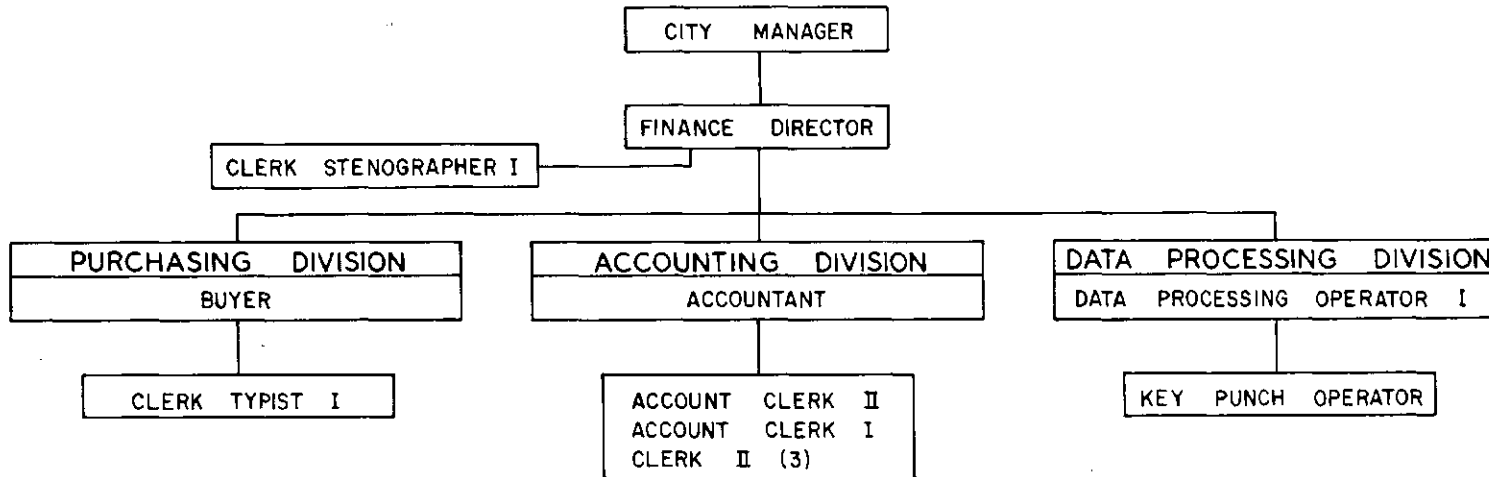 CITY MANAGER
FINANCE DIRECTOR
CLERK STENOGRAPHER I
PURCHASING DIVISION
BUYER
CLERK TYPIST I
ACCOUNTING DIVISION
ACCOUNTANT
ACCOUNT CLERK II
ACCOUNT CLERK I
CLERK II (3)
DATA PROCESSING DIVISION
DATA PROCESSING OPERATOR I
KEY PUNCH OPERATOR